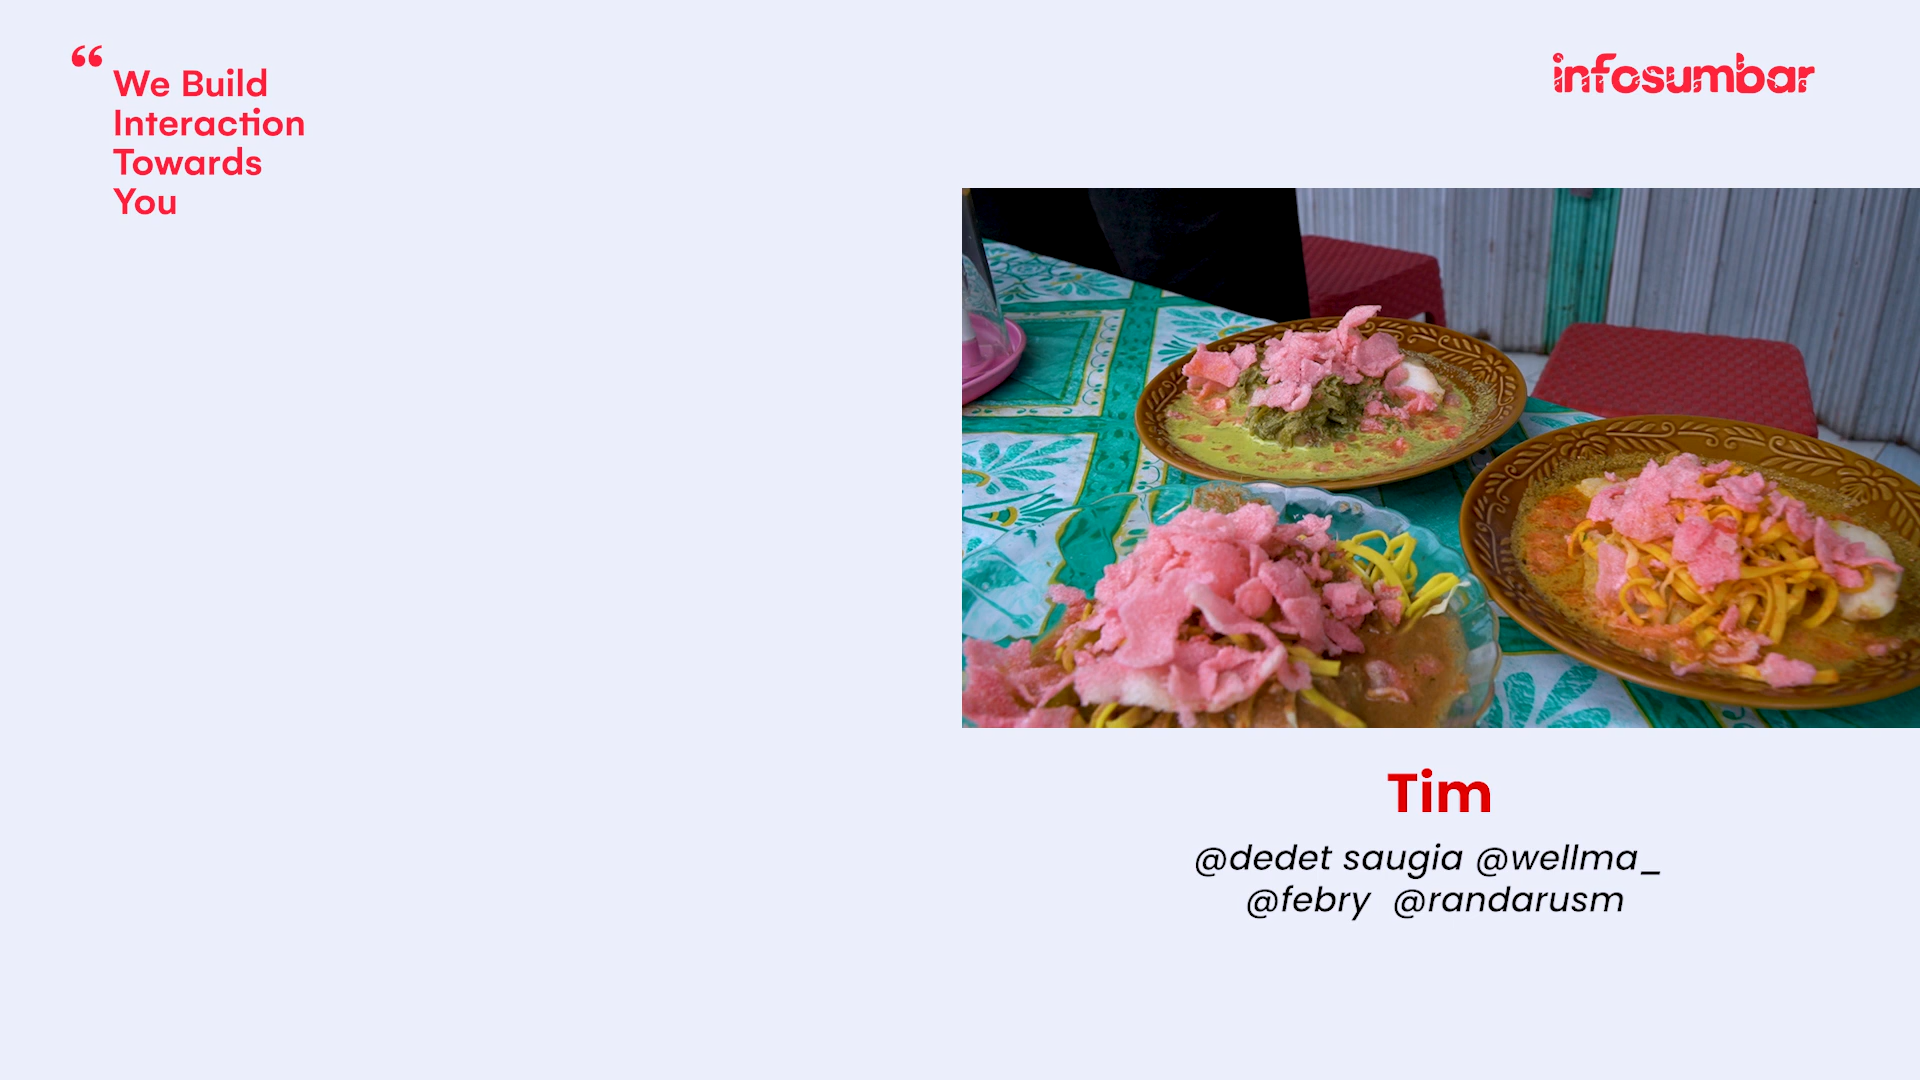 “ We Build
Interaction
Towards
You
infosumbar
Tim
@dedet saugia @wellma_
@febry @randarusm